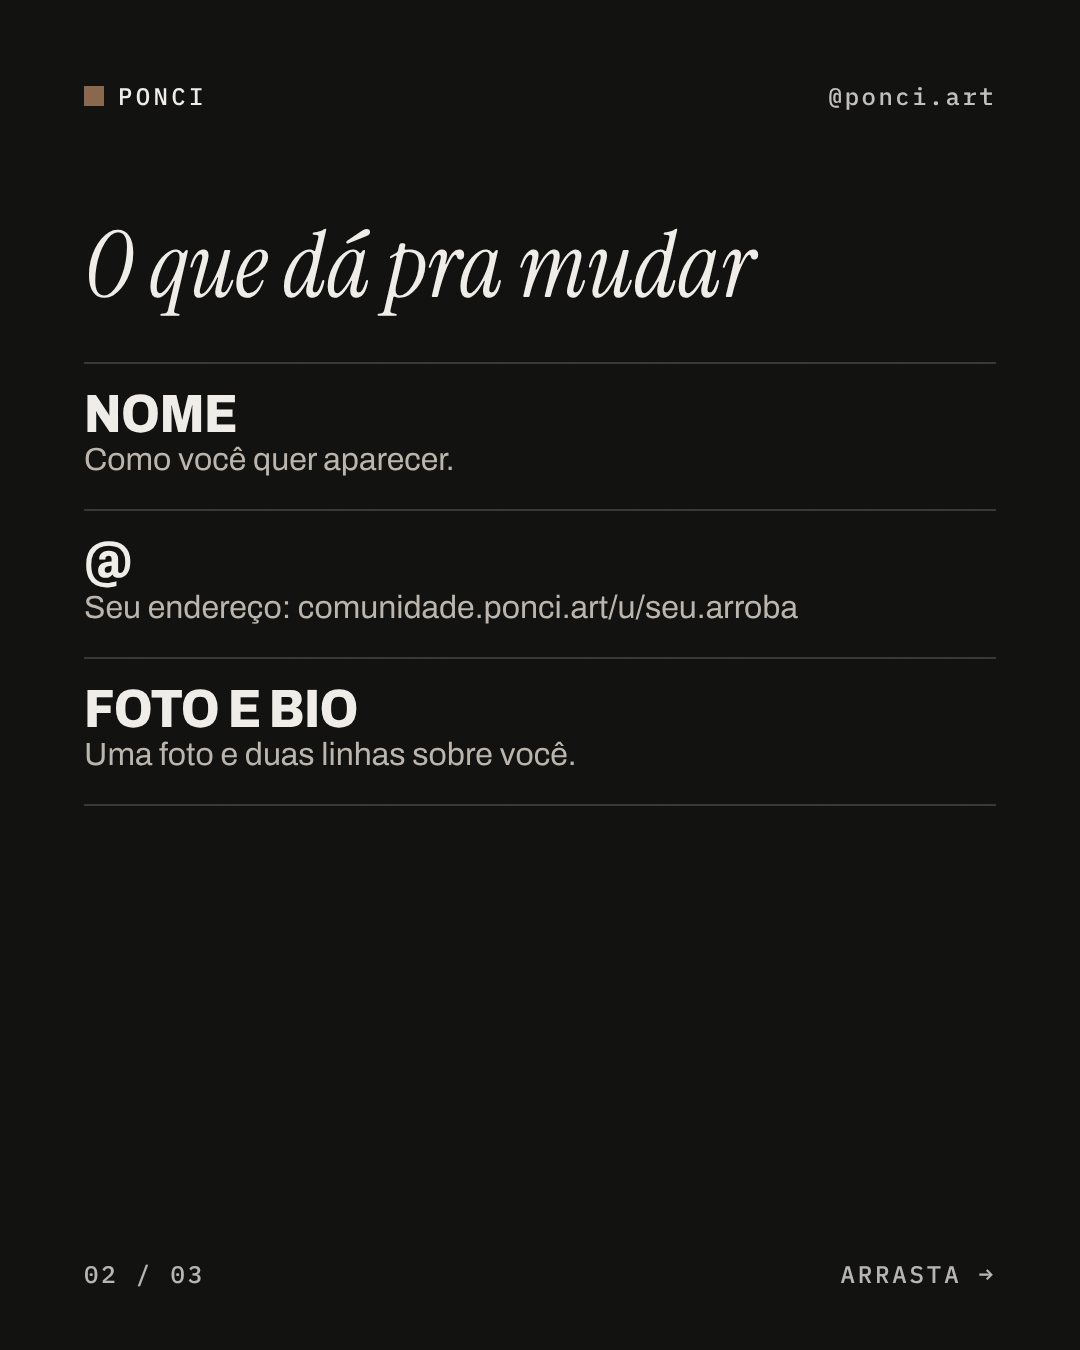 PONCI
@ponci.art
O que dá pra mudar
NOME
Como você quer aparecer.
@
Seu endereço: comunidade.ponci.art/u/seu.arroba
FOTO E BIO
Uma foto e duas linhas sobre você.
02 / 03
ARRASTA →